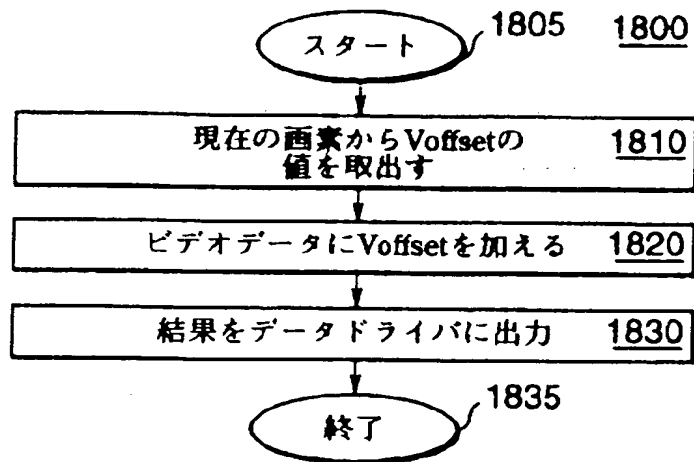 スタート
1805
1800
現在の画素からVoffsetの
値を取出す
1810
ビデオデータにVoffsetを加える
1820
結果をデータドライバに出力
1830
終了
1835